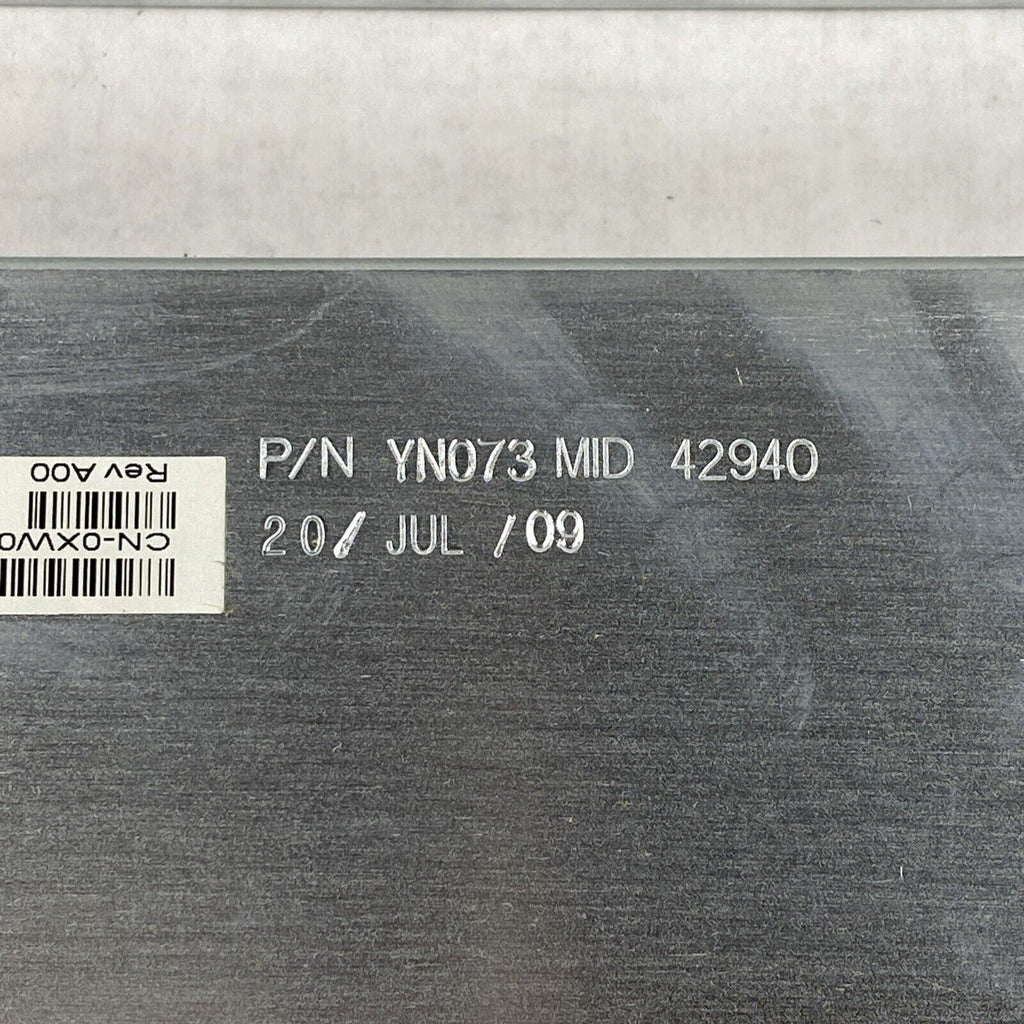 P/N YN073 MID 42940
20/ JUL /09
CN-0XW0
Rev A00